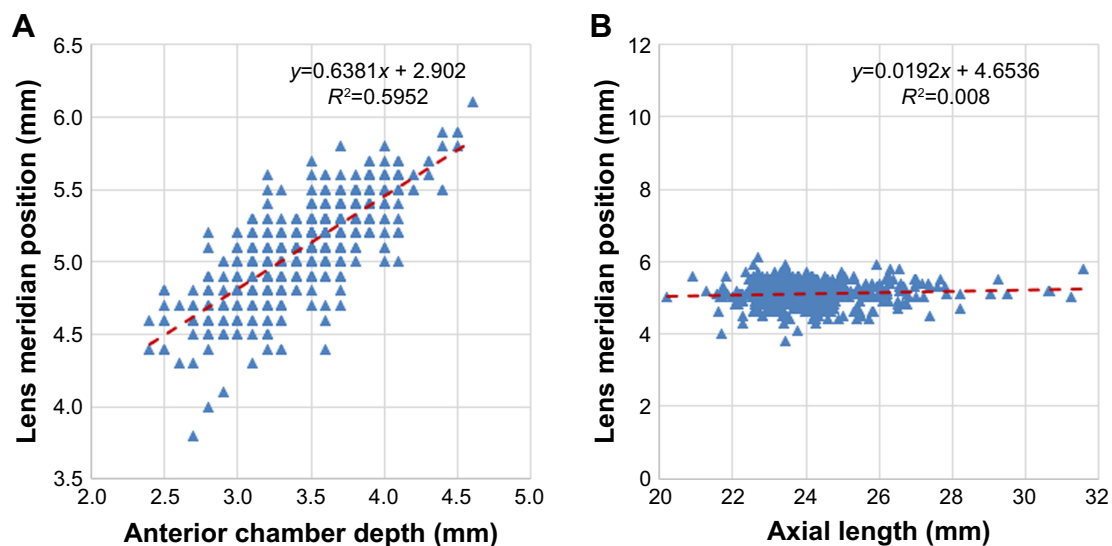 A
Lens meridian position (mm)
6.5
6.0
5.5
5.0
4.5
4.0
3.5
y=0.6381x + 2.902
R²=0.5952
2.0 2.5 3.0 3.5 4.0 4.5 5.0
Anterior chamber depth (mm)
B
Lens meridian position (mm)
12
10
8
6
4
2
0
y=0.0192x + 4.6536
R²=0.008
20 22 24 26 28 30 32
Axial length (mm)